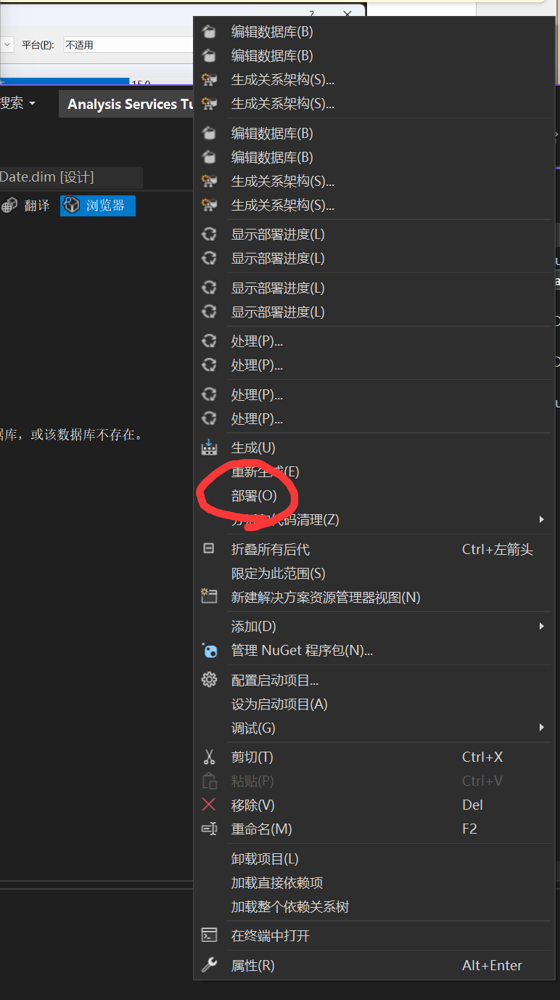 ?
平台(P):
不适用
15.0
搜索
Analysis Services Tu
Date.dim [设计]
翻译
浏览器
库，或该数据库不存在。
编辑数据库(B)
编辑数据库(B)
生成关系架构(S)...
生成关系架构(S)...
编辑数据库(B)
编辑数据库(B)
生成关系架构(S)...
生成关系架构(S)...
显示部署进度(L)
显示部署进度(L)
显示部署进度(L)
显示部署进度(L)
处理(P)...
处理(P)...
处理(P)...
处理(P)...
生成(U)
重新生成(E)
部署(O)
代码清理(Z)
折叠所有后代 Ctrl+左箭头
限定为此范围(S)
新建解决方案资源管理器视图(N)
添加(D)
管理 NuGet 程序包(N)...
配置启动项目...
设为启动项目(A)
调试(G)
剪切(T) Ctrl+X
粘贴(P) Ctrl+V
移除(V) Del
重命名(M) F2
卸载项目(L)
加载直接依赖项
加载整个依赖关系树
在终端中打开
属性(R) Alt+Enter